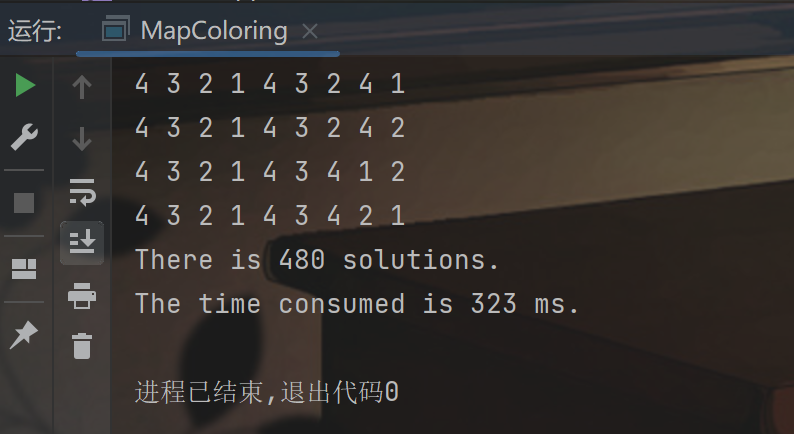 运行: MapColoring
4 3 2 1 4 3 2 4 1
4 3 2 1 4 3 2 4 2
4 3 2 1 4 3 4 1 2
4 3 2 1 4 3 4 2 1
There is 480 solutions.
The time consumed is 323 ms.
进程已结束,退出代码0